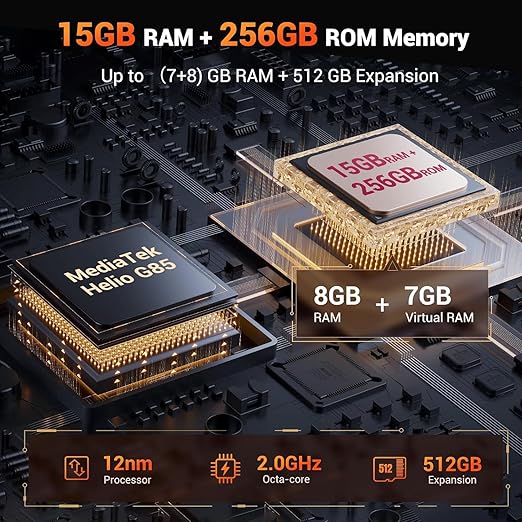 15GB RAM + 256GB ROM Memory
Up to (7+8) GB RAM + 512 GB Expansion
15GB RAM +
256GB ROM
MediaTek
Helio G85
8GB + 7GB
RAM Virtual RAM
12nm
Processor
2.0GHz
Octa-core
512
512GB
Expansion